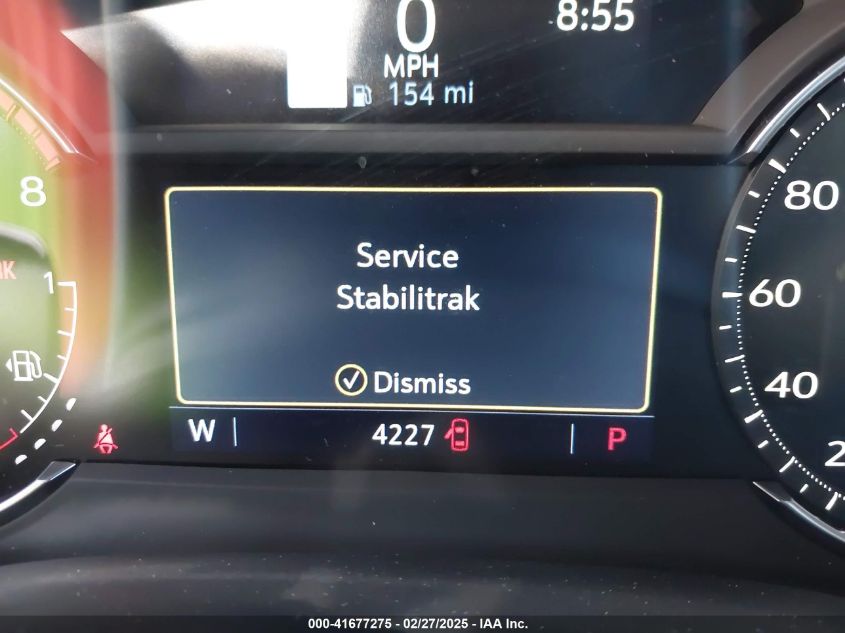 0
8:55
MPH
154 mi
8
80
Service
1
60
Stabilitrak
40
Dismiss
W
4227
P
000-41677275 - 02/27/2025 - IAA Inc.